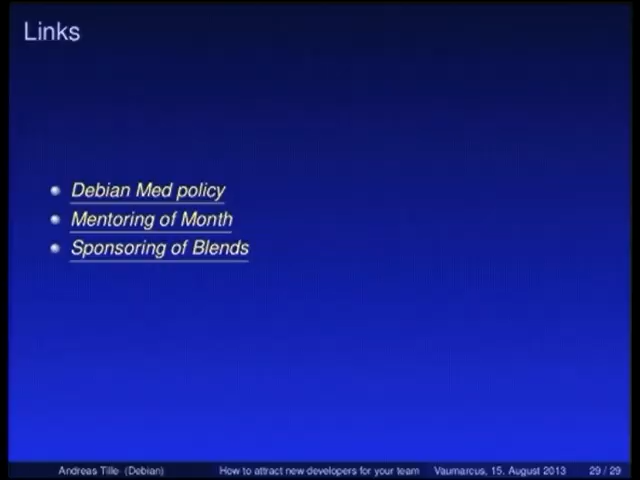 Links
Debian Med policy
Mentoring of Month
Sponsoring of Blends
Andreas Tille (Debian) How to attract new developers for your team Vaumarcus, 15. August 2013 29 / 29